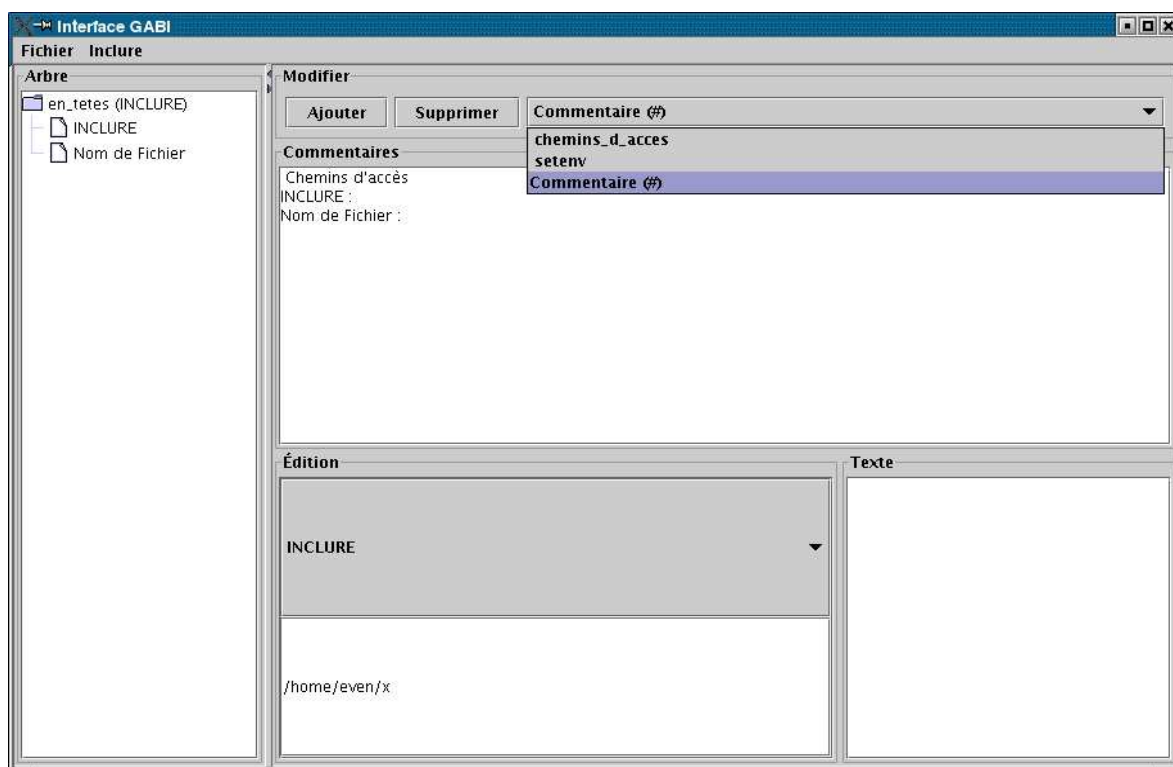 Interface GABI
Fichier Inclure
Arbre
en_tetes (INCLURE)
INCLURE
Nom de Fichier
Modifier
Ajouter
Supprimer
Commentaire (#)
chemins_d_acces
setenv
Commentaire (#)
Commentaires
Chemins d'accès
INCLURE :
Nom de Fichier :
Édition
INCLURE
/home/even/x
Texte